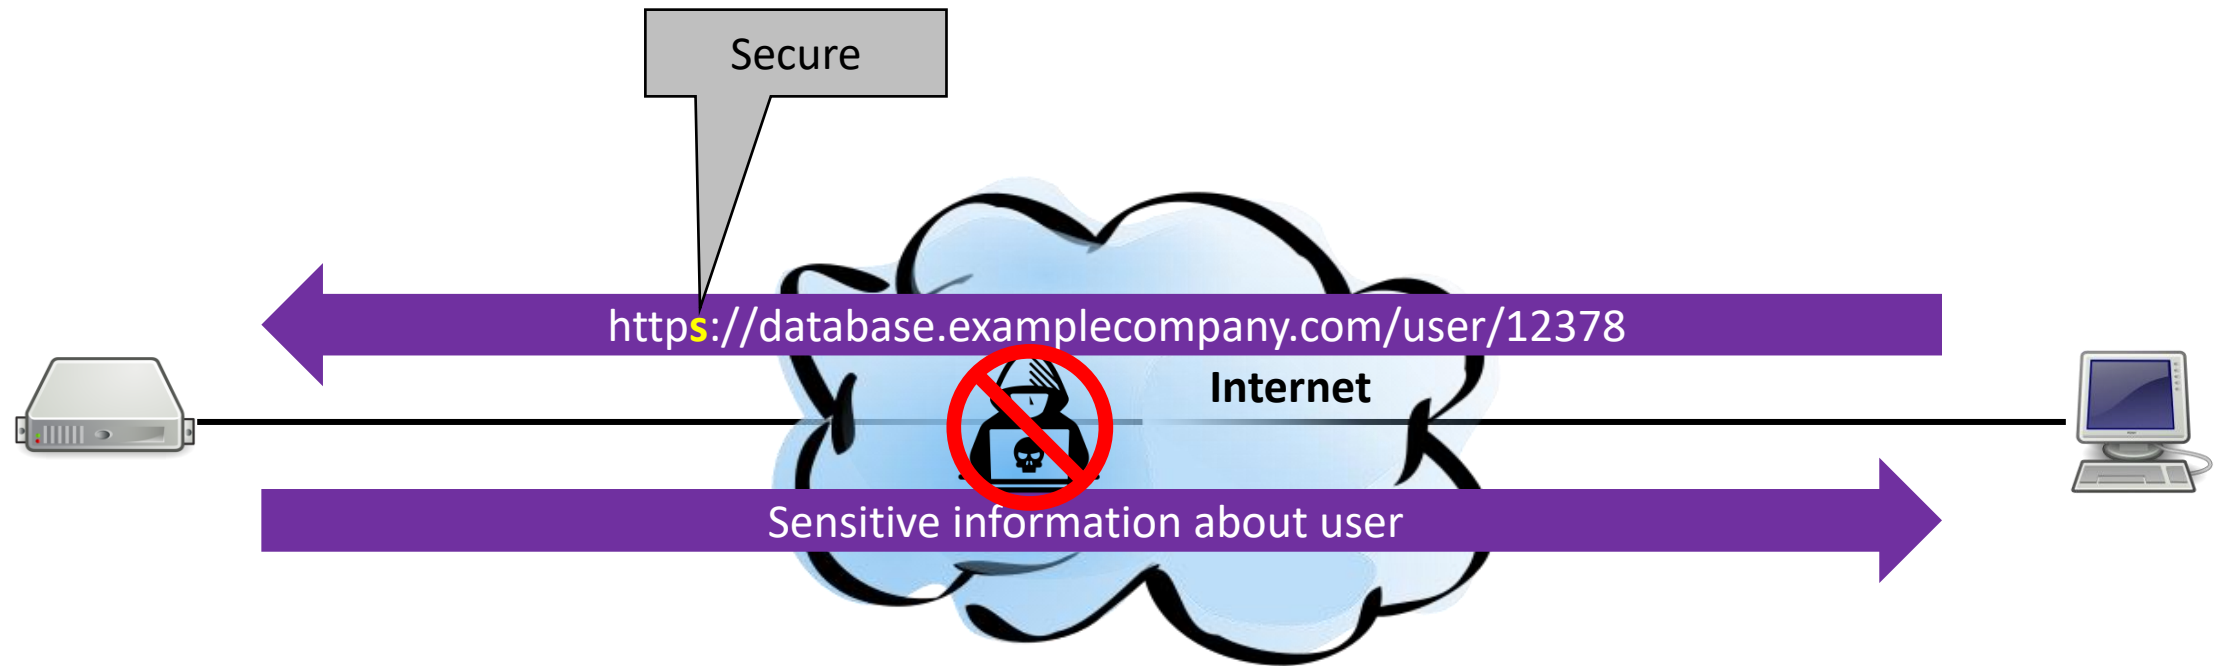 Secure
https://database.examplecompany.com/user/12378
Internet
Sensitive information about user